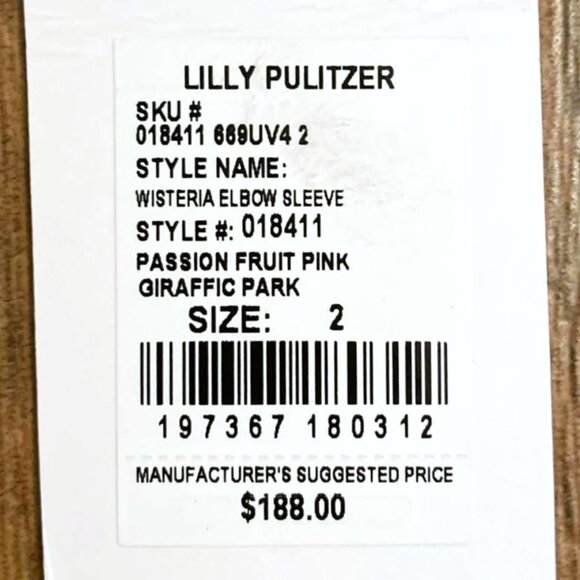 LILLY PULITZER
SKU #
018411 669UV4 2
STYLE NAME:
WISTERIA ELBOW SLEEVE
STYLE #: 018411
PASSION FRUIT PINK
GIRAFFIC PARK
SIZE: 2
197367 180312
MANUFACTURER'S SUGGESTED PRICE
$188.00